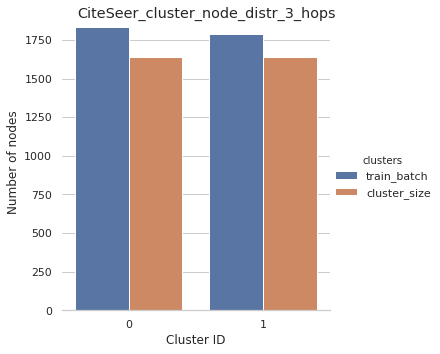 CiteSeer_cluster_node_distr_3_hops
1750
1500
1250
1000
750
500
250
0
Number of nodes
0 1
Cluster ID
clusters
train_batch
cluster_size